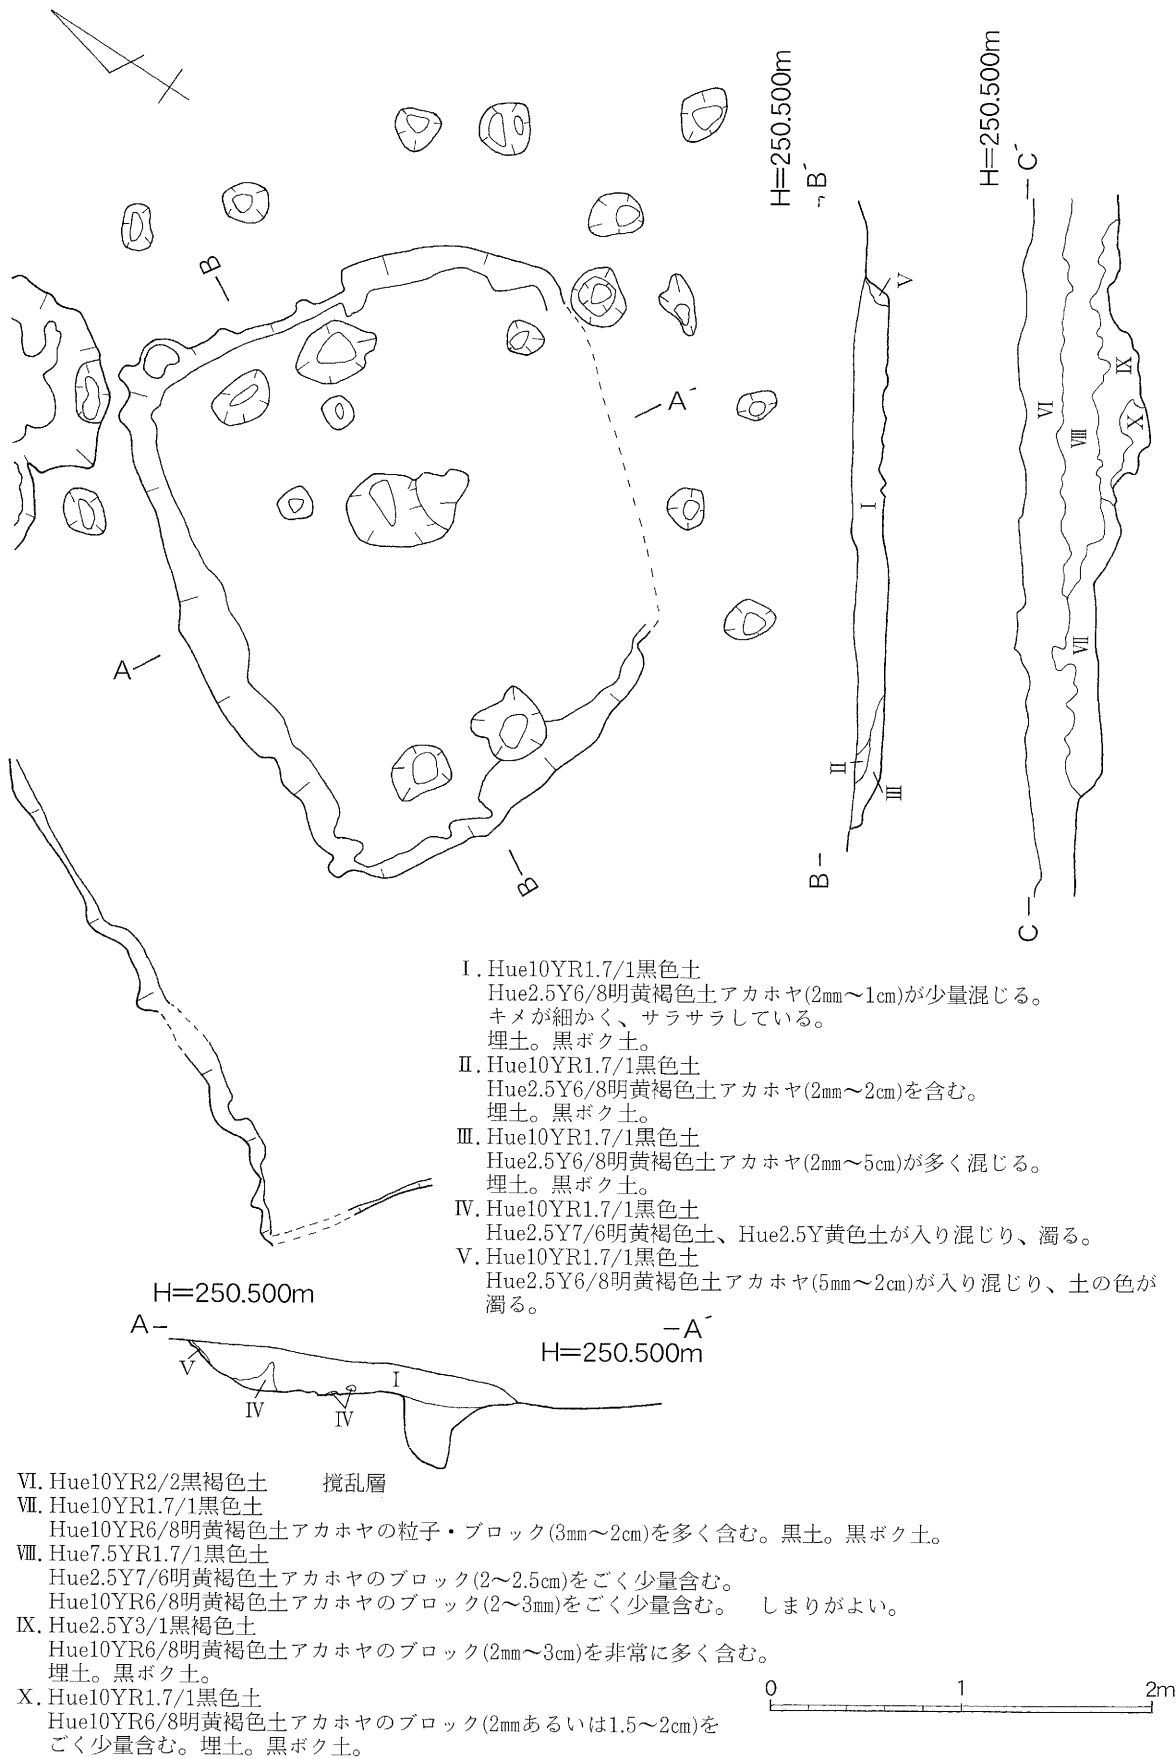 H=250.500m
B´
H=250.500m
C´
B
A´
A
B
V
I
II
III
B
IX
X
VI
VIII
VII
C
Ⅰ. Hue10YR1.7/1黒色土
Hue2.5Y6/8明黄褐色土アカホヤ(2㎜～1㎝)が少量混じる。
キメが細かく、サラサラしている。
埋土。黒ボク土。
Ⅱ. Hue10YR1.7/1黒色土
Hue2.5Y6/8明黄褐色土アカホヤ(2㎜～2㎝)を含む。
埋土。黒ボク土。
Ⅲ. Hue10YR1.7/1黒色土
Hue2.5Y6/8明黄褐色土アカホヤ(2㎜～5㎝)が多く混じる。
埋土。黒ボク土。
Ⅳ. Hue10YR1.7/1黒色土
Hue2.5Y7/6明黄褐色土、Hue2.5Y黄色土が入り混じり、濁る。
Ⅴ. Hue10YR1.7/1黒色土
Hue2.5Y6/8明黄褐色土アカホヤ(5㎜～2㎝)が入り混じり、土の色が
濁る。
H=250.500m
A
A´
H=250.500m
V
IV
IV
I
Ⅵ. Hue10YR2/2黒褐色土 撹乱層
Ⅶ. Hue10YR1.7/1黒色土
Hue10YR6/8明黄褐色土アカホヤの粒子・ブロック(3㎜～2㎝)を多く含む。黒土。黒ボク土。
Ⅷ. Hue7.5YR1.7/1黒色土
Hue2.5Y7/6明黄褐色土アカホヤのブロック(2～2.5㎝)をごく少量含む。
Hue10YR6/8明黄褐色土アカホヤのブロック(2～3㎜)をごく少量含む。 しまりがよい。
Ⅸ. Hue2.5Y3/1黒褐色土
Hue10YR6/8明黄褐色土アカホヤのブロック(2㎜～3㎝)を非常に多く含む。
埋土。黒ボク土。
Ⅹ. Hue10YR1.7/1黒色土
Hue10YR6/8明黄褐色土アカホヤのブロック(2㎜あるいは1.5～2㎝)を
ごく少量含む。埋土。黒ボク土。
0 1 2m